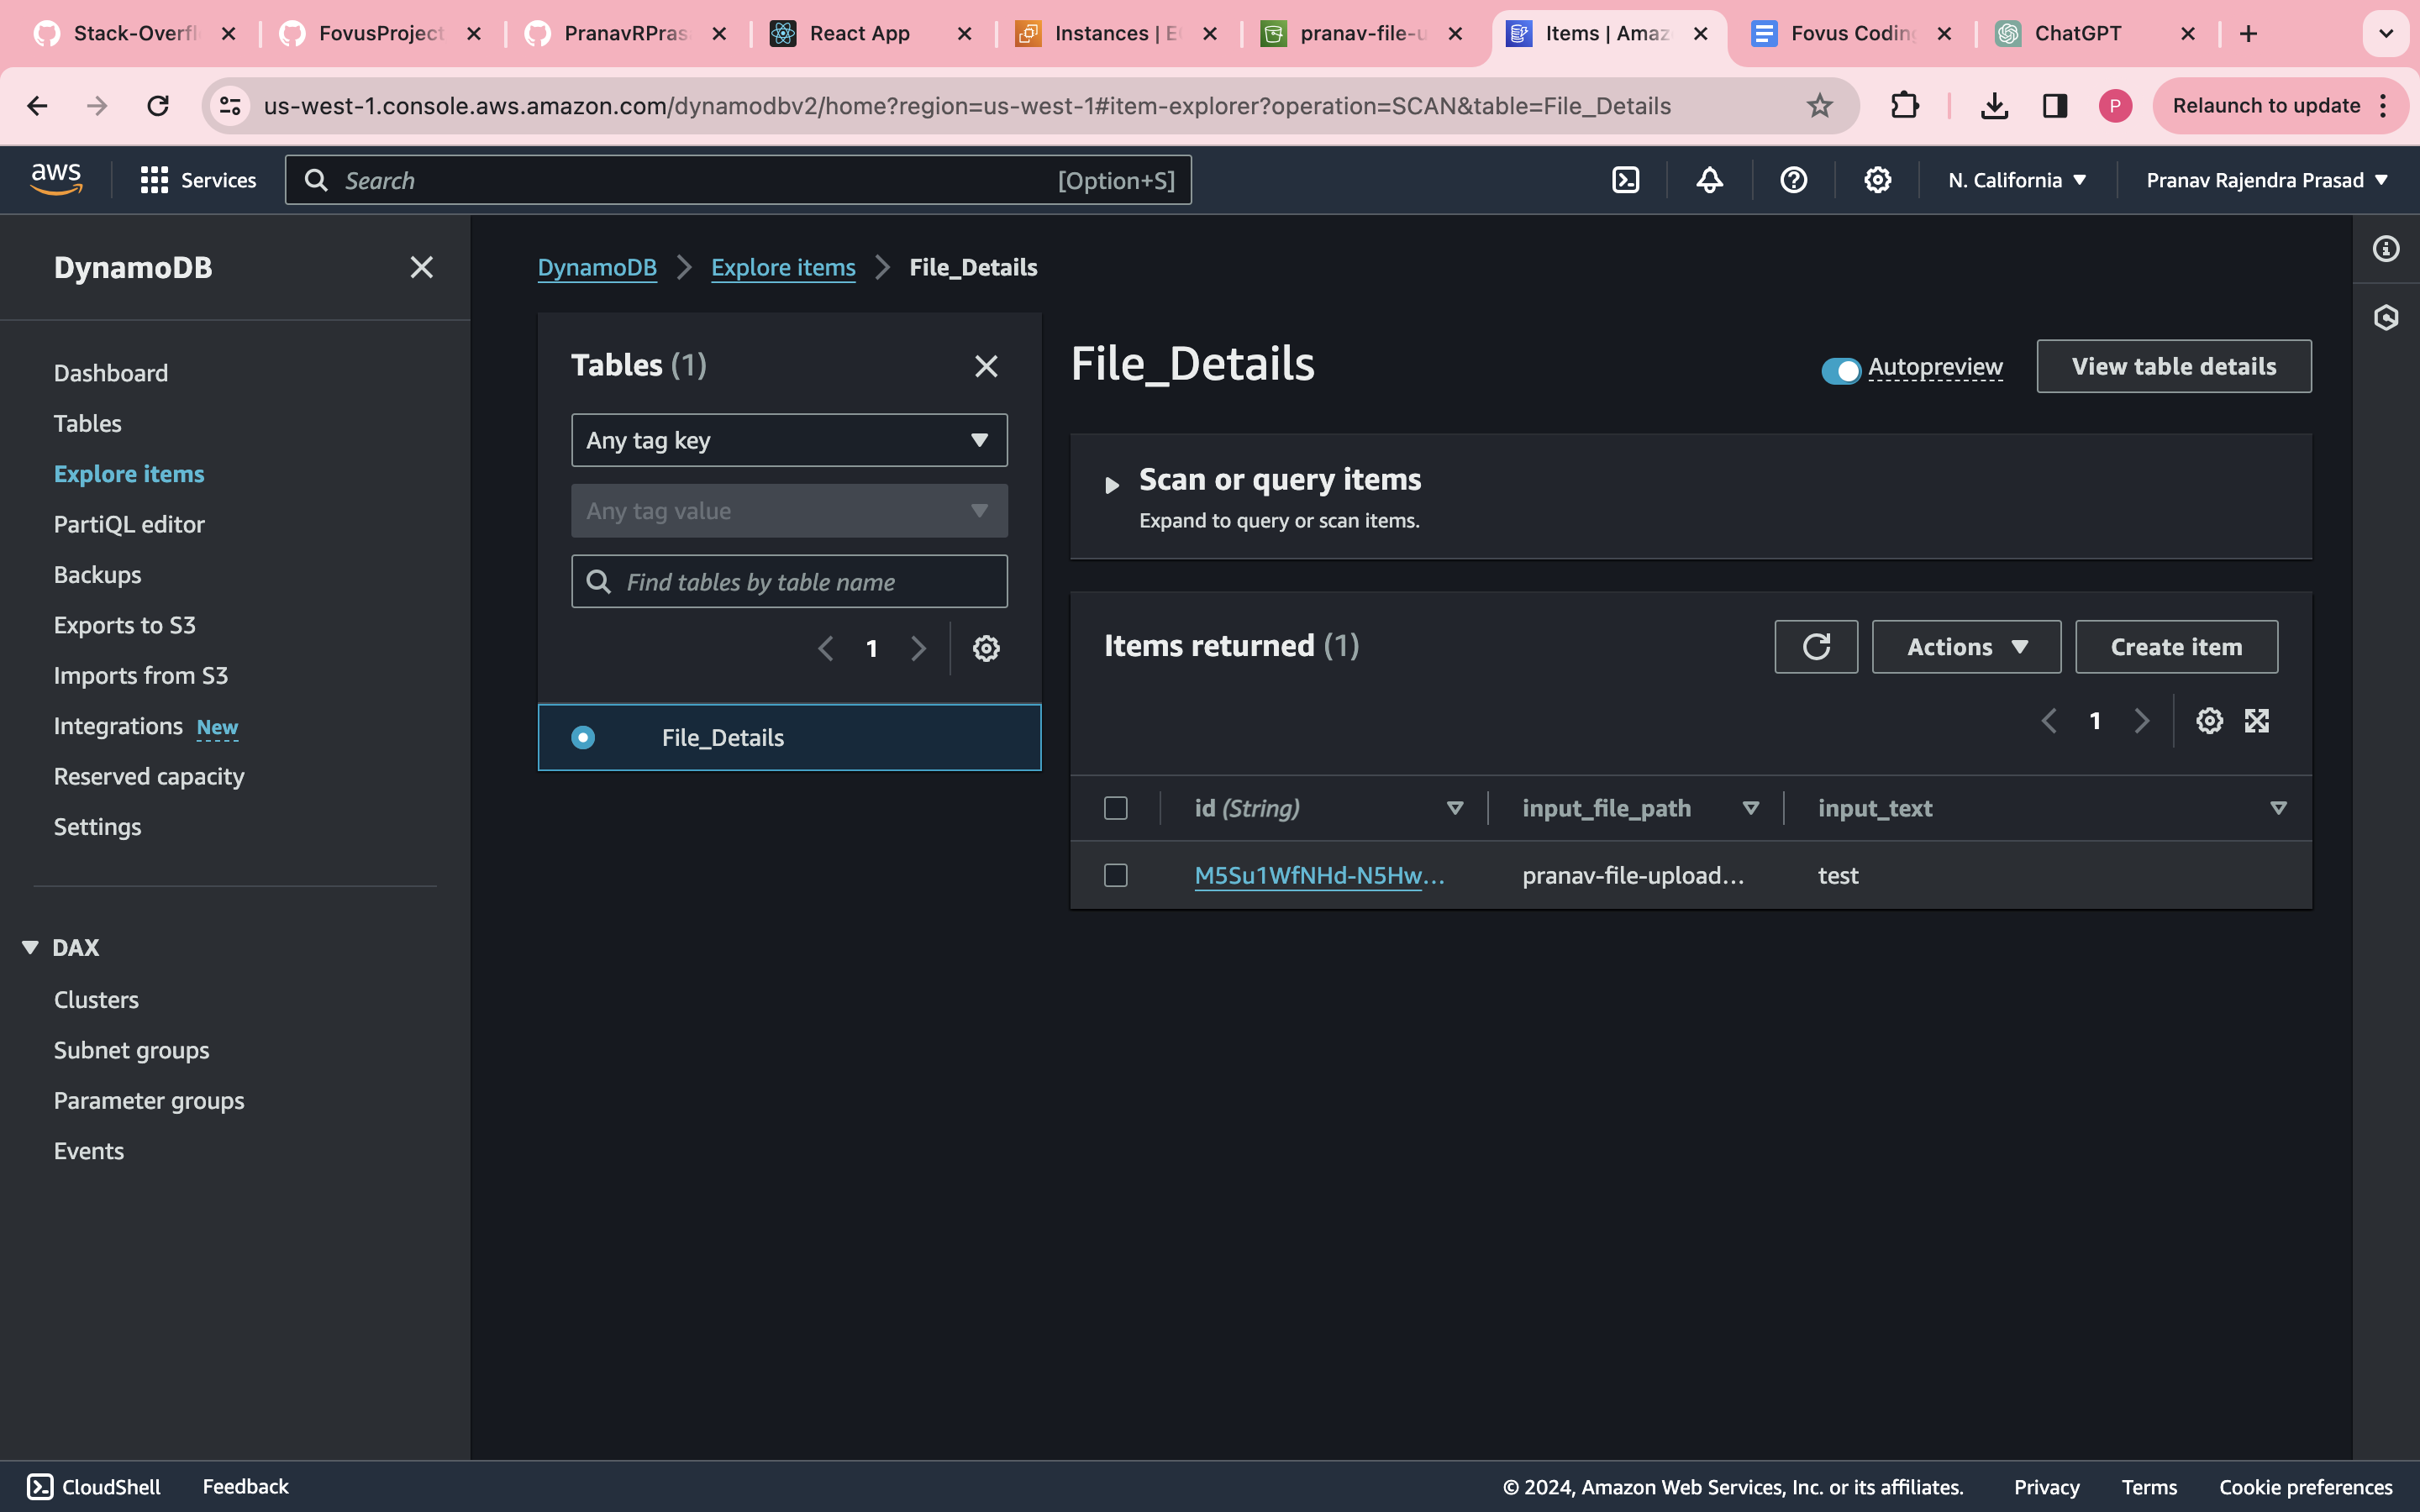 Stack-Overfl
FovusProject
PranavRPras
React App
Instances | E
pranav-file-u
Items | Amaz
Fovus Coding
ChatGPT
us-west-1.console.aws.amazon.com/dynamodbv2/home?region=us-west-1#item-explorer?operation=SCAN&table=File_Details
P
Relaunch to update
aws
Services
Search
[Option+S]
N. California
Pranav Rajendra Prasad
DynamoDB
Dashboard
Tables
Explore items
PartiQL editor
Backups
Exports to S3
Imports from S3
Integrations New
Reserved capacity
Settings
DAX
Clusters
Subnet groups
Parameter groups
Events
DynamoDB
Explore items
File_Details
Tables (1)
Any tag key
Any tag value
Find tables by table name
1
File_Details
File_Details
Autopreview
View table details
Scan or query items
Expand to query or scan items.
Items returned (1)
Actions
Create item
1
id (String)
input_file_path
input_text
M5Su1WfNHd-N5Hw…
pranav-file-upload…
test
CloudShell
Feedback
© 2024, Amazon Web Services, Inc. or its affiliates.
Privacy
Terms
Cookie preferences